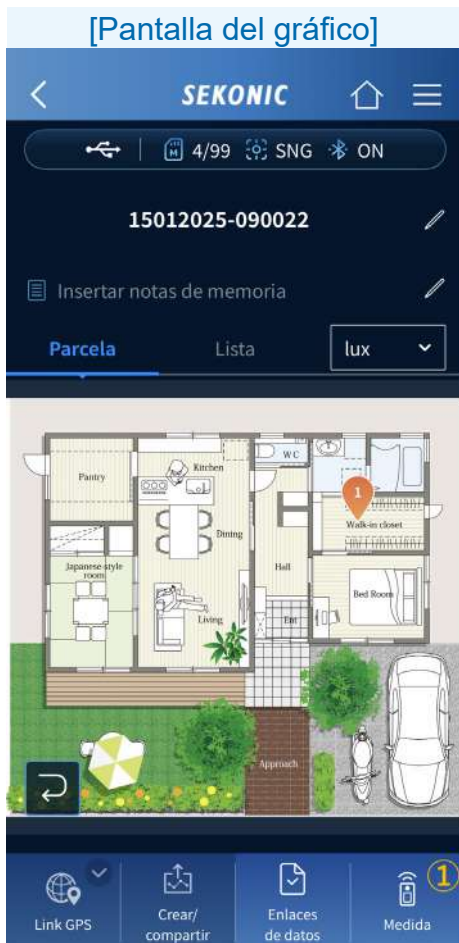 [Pantalla del gráfico]
SEKONIC
4/99 SNG ON
15012025-090022
Insertar notas de memoria
Parcela Lista lux
WC
Kitchen
Pantry
1
Walk-in closet
Dining
Japanese style
room
Hall
Bed Room
Living
Ent
Approach
1
Link GPS
Crear/
compartir
Enlaces
de datos
Medida